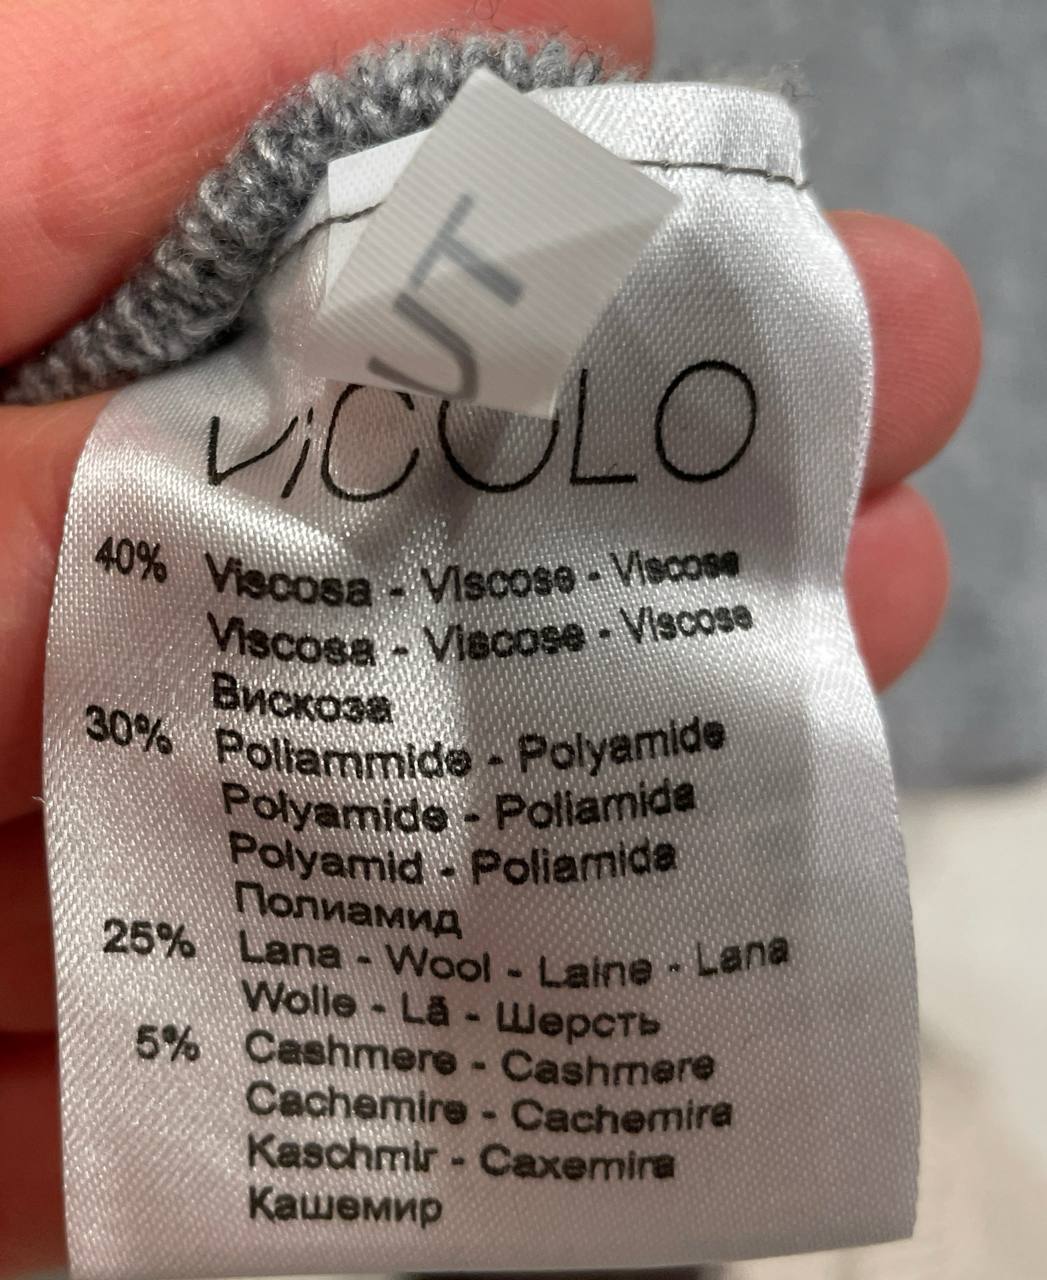 UT
ViCOLO
40% Viscosa - Viscose - Viscose
Viscosa - Viscose - Viscose
Вискоза
30% Poliammide - Polyamide
Polyamide - Poliamida
Polyamid - Poliamida
Полиамид
25% Lana - Wool - Laine - Lana
Wolle - Lã - Шерсть
5% Cashmere - Cashmere
Cachemire - Cachemira
Kaschmir - Caxemira
Кашемир